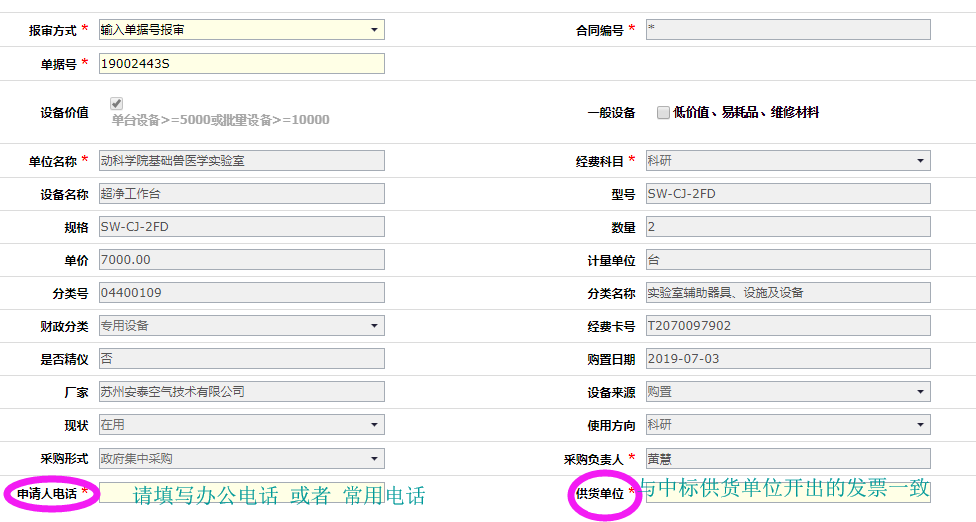 报审方式 * 输入单据号报审 合同编号 * *
单据号 * 19002443S
设备价值 单台设备>=5000或批量设备>=10000 一般设备 低价值、易耗品、维修材料
单位名称 * 动科学院基础兽医学实验室 经费科目 * 科研
设备名称 超净工作台 型号 SW-CJ-2FD
规格 SW-CJ-2FD 数量 2
单价 7000.00 计量单位 台
分类号 04400109 分类名称 实验室辅助器具、设施及设备
财政分类 专用设备 经费卡号 T2070097902
是否精仪 否 购置日期 2019-07-03
厂家 苏州安泰空气技术有限公司 设备来源 购置
现状 在用 使用方向 科研
采购形式 政府集中采购 采购负责人 * 黄慧
申请人电话 * 请填写办公电话 或者 常用电话 供货单位 * 与中标供货单位开出的发票一致